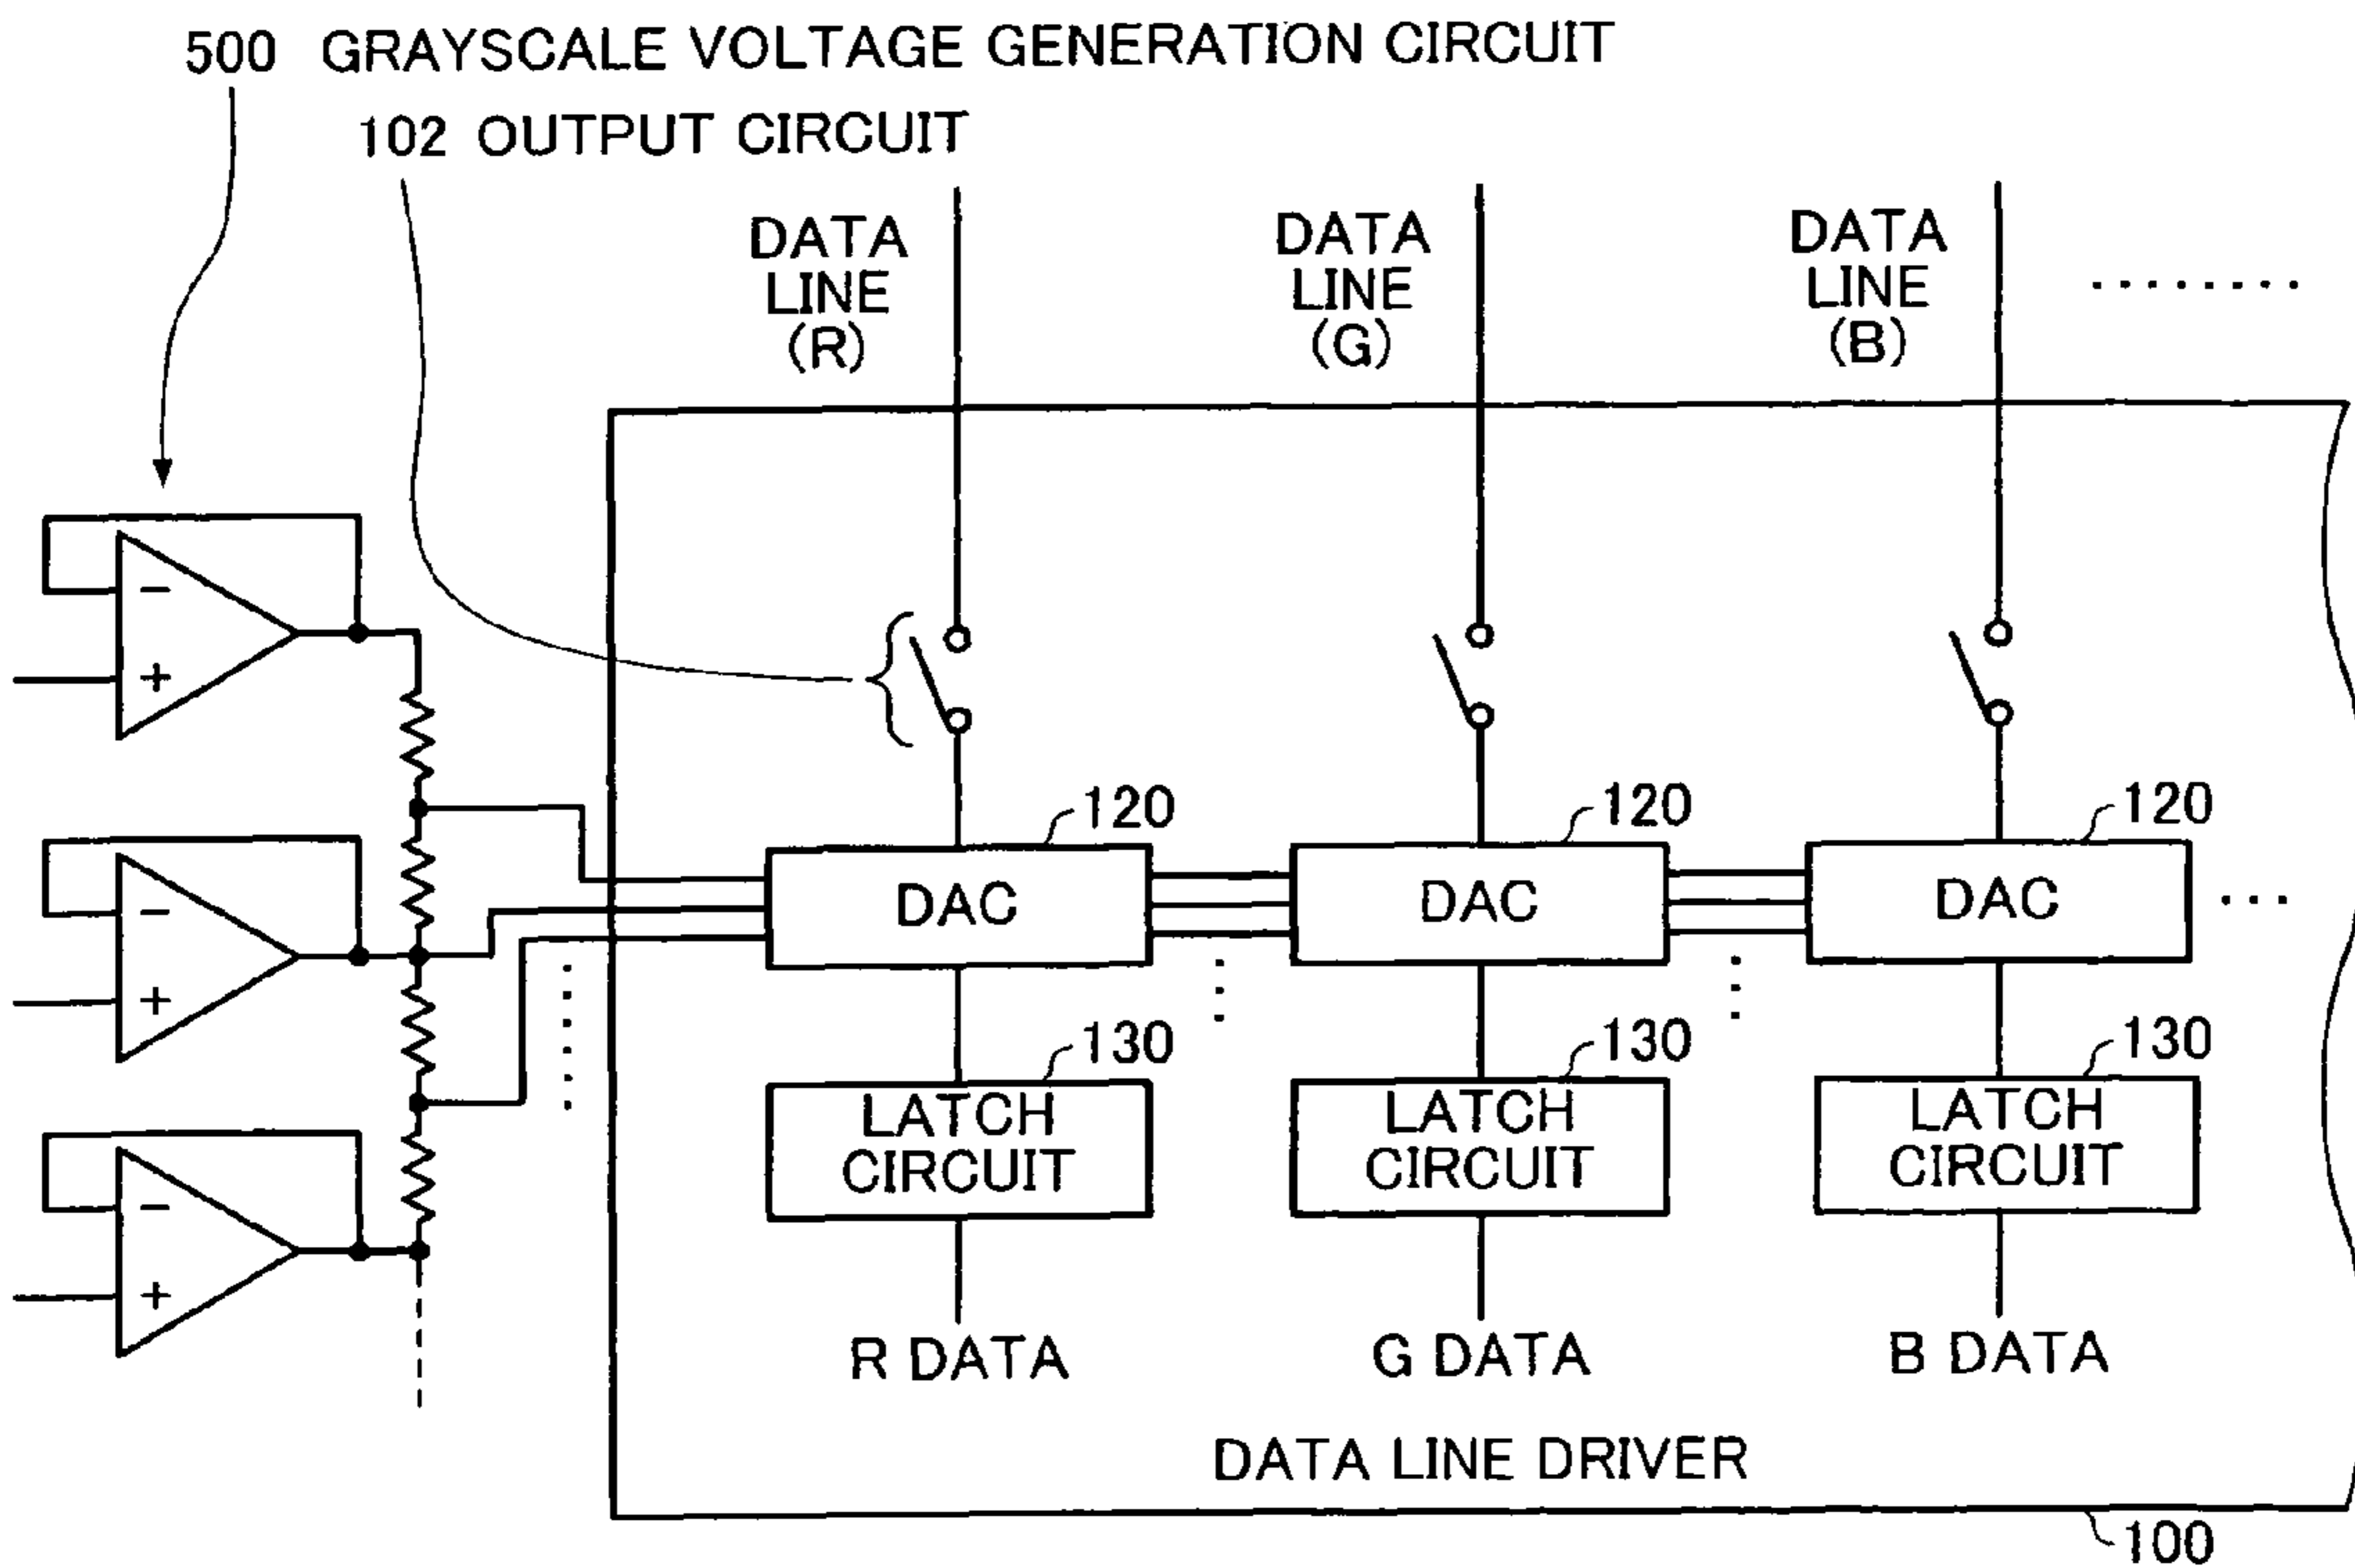 500 GRAYSCALE VOLTAGE GENERATION CIRCUIT
102 OUTPUT CIRCUIT
DATA
LINE
(R)
DATA
LINE
(G)
DATA
LINE
(B)
........
−
+
−
+
−
+
120
120
120
DAC
DAC
DAC
...
130
130
130
LATCH
CIRCUIT
LATCH
CIRCUIT
LATCH
CIRCUIT
R DATA
G DATA
B DATA
DATA LINE DRIVER
100